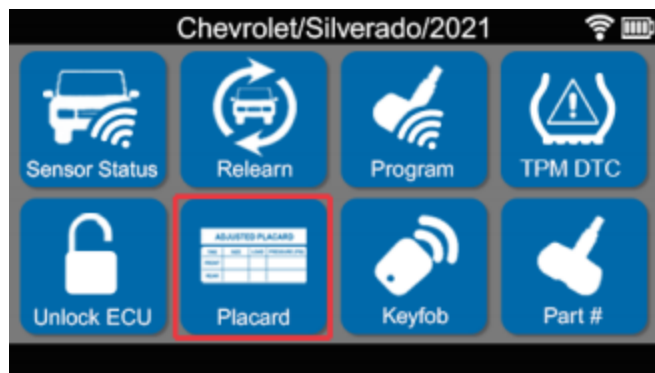 Chevrolet/Silverado/2021
Sensor Status
Relearn
Program
TPM DTC
ADJUSTED PLACARD
Unlock ECU
Placard
Keyfob
Part #